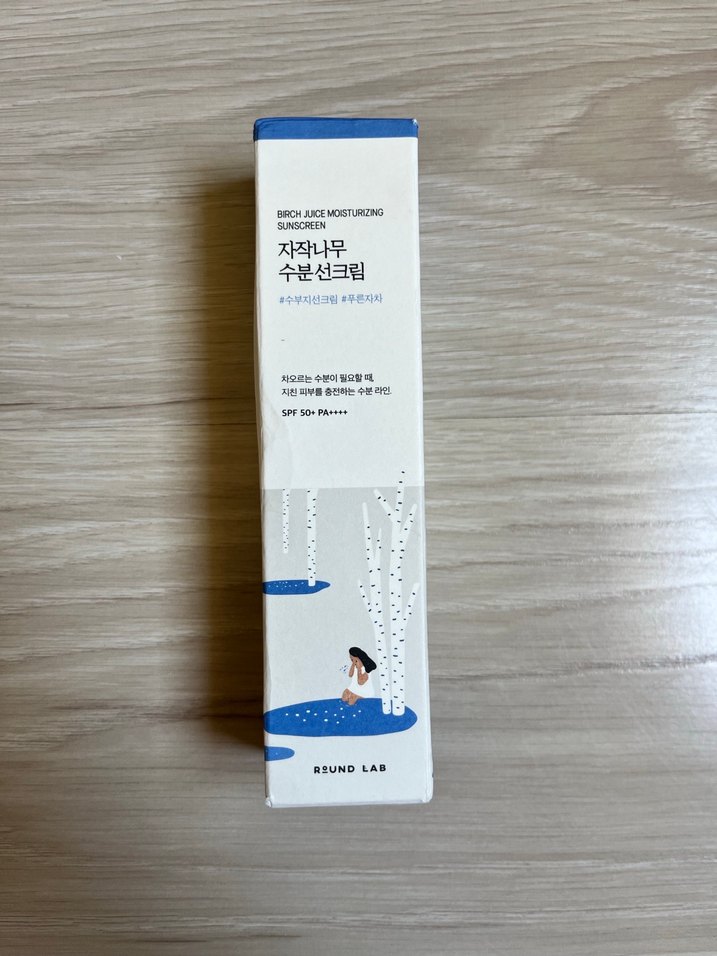 BIRCH JUICE MOISTURIZING
SUNSCREEN
자작나무
수분 선크림
#수부지선크림 #푸른자차
차오르는 수분이 필요할 때,
지친 피부를 충전하는 수분 라인.
SPF 50+ PA++++
ROUND LAB